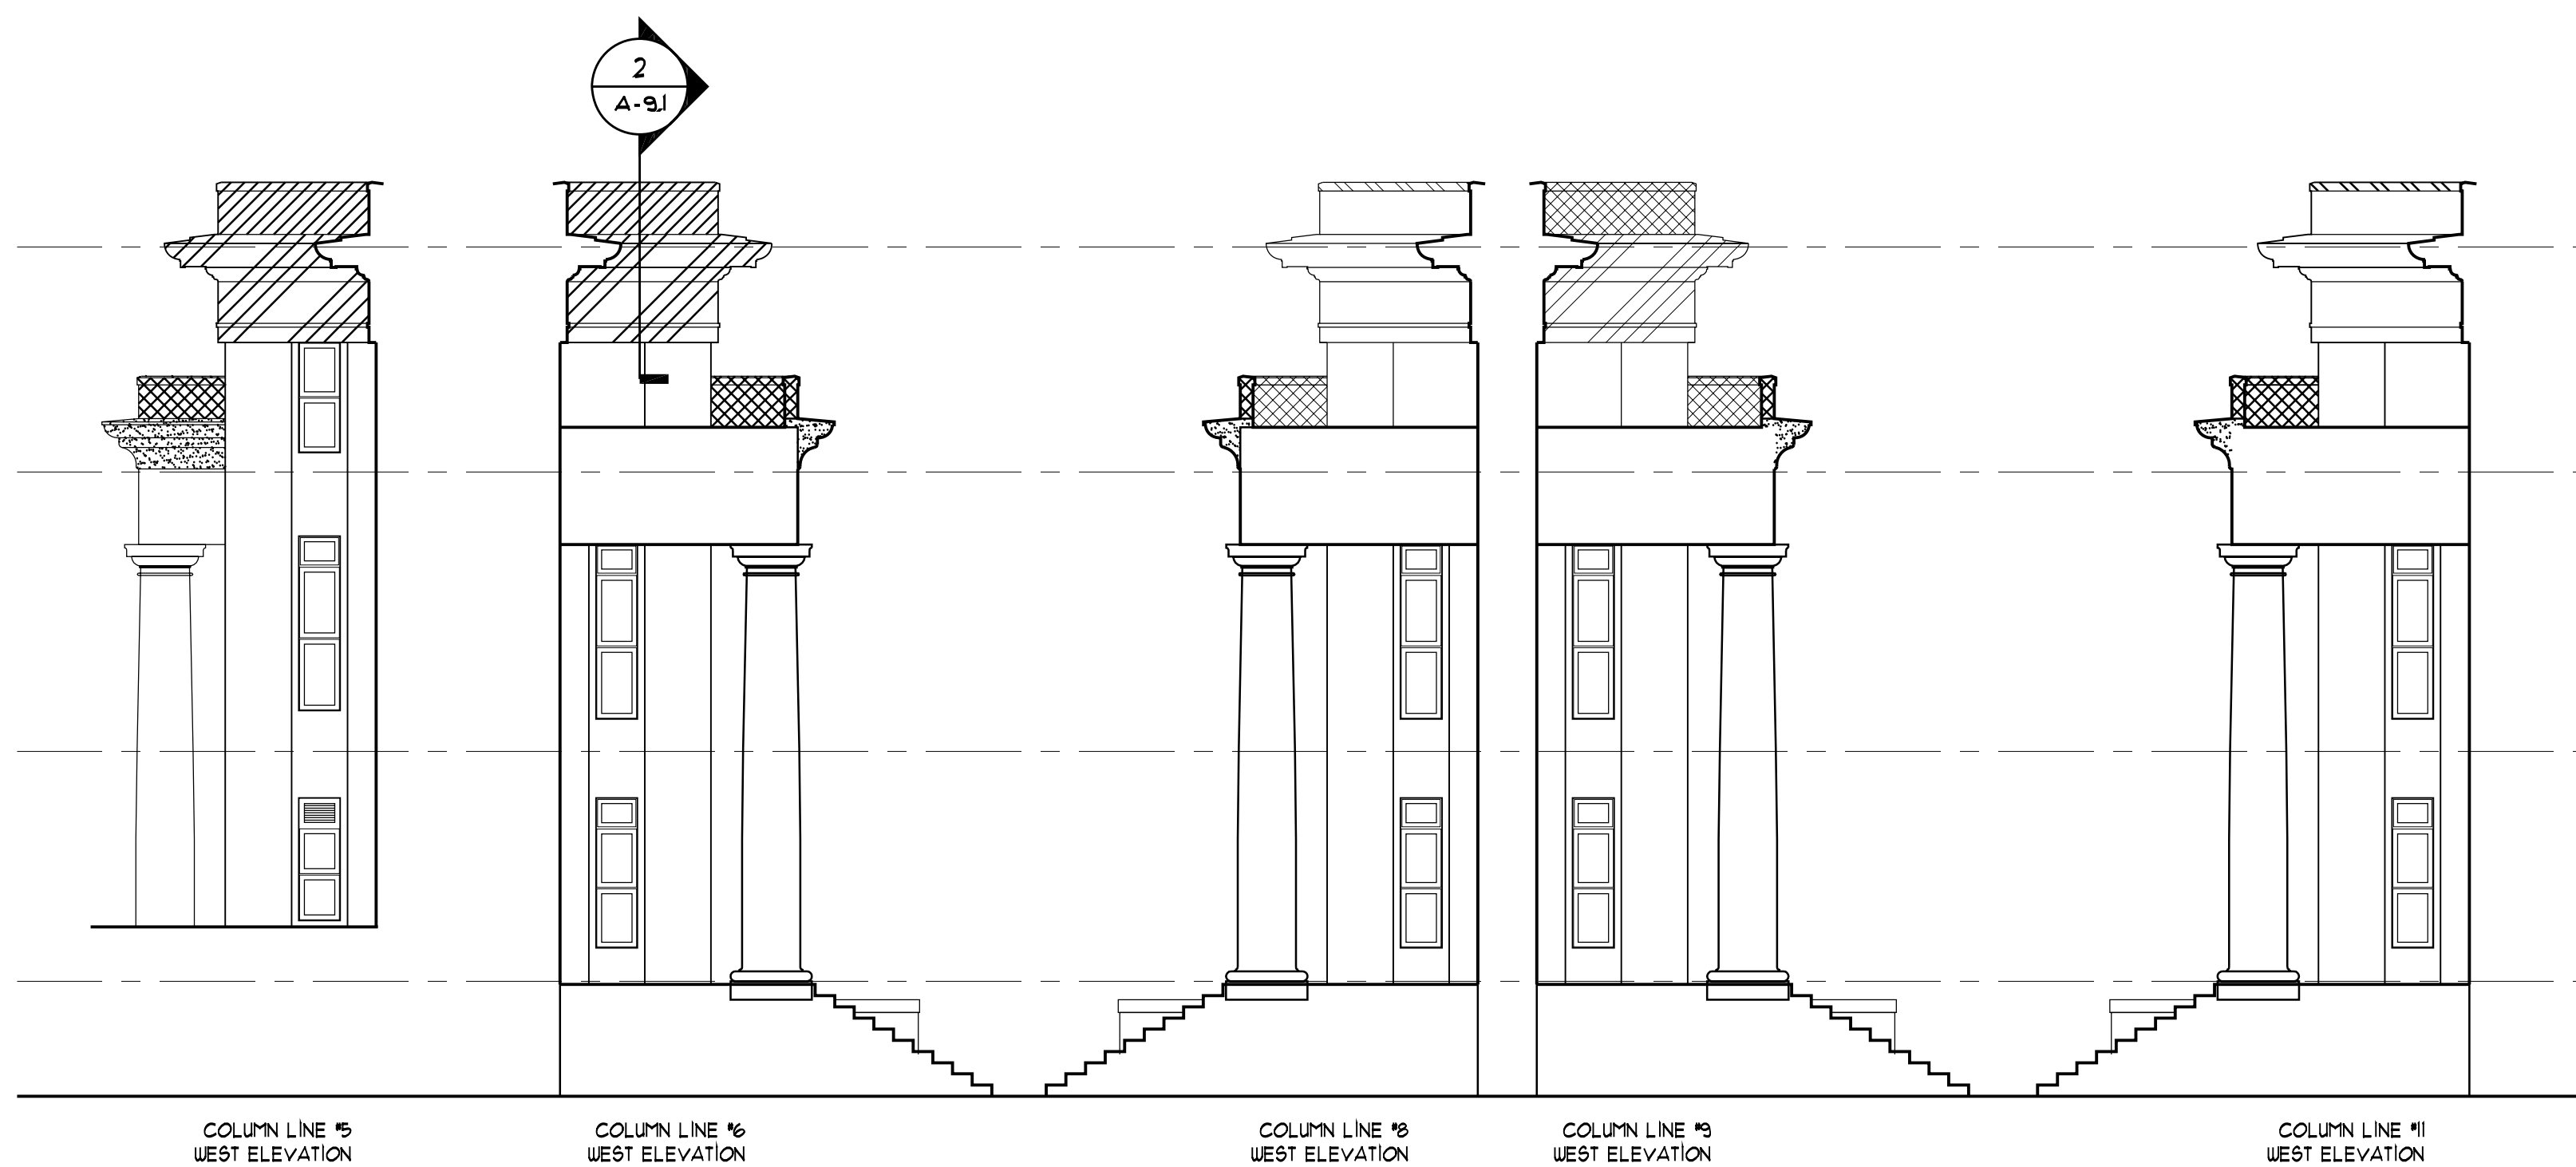 2
A-9.1
COLUMN LINE #5
WEST ELEVATION
COLUMN LINE #6
WEST ELEVATION
COLUMN LINE #8
WEST ELEVATION
COLUMN LINE #9
WEST ELEVATION
COLUMN LINE #11
WEST ELEVATION